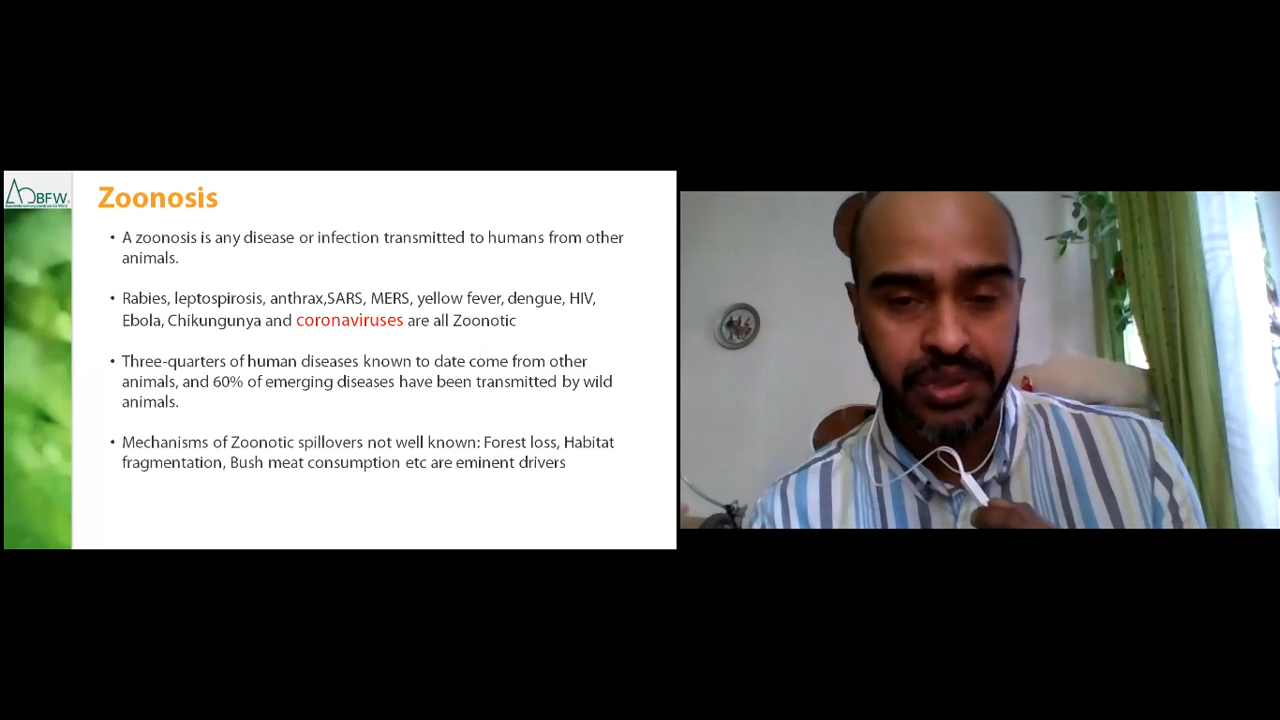 BFW
Zoonosis
• A zoonosis is any disease or infection transmitted to humans from other
animals.
• Rabies, leptospirosis, anthrax,SARS, MERS, yellow fever, dengue, HIV,
Ebola, Chikungunya and coronaviruses are all Zoonotic
• Three-quarters of human diseases known to date come from other
animals, and 60% of emerging diseases have been transmitted by wild
animals.
• Mechanisms of Zoonotic spillovers not well known: Forest loss, Habitat
fragmentation, Bush meat consumption etc are eminent drivers